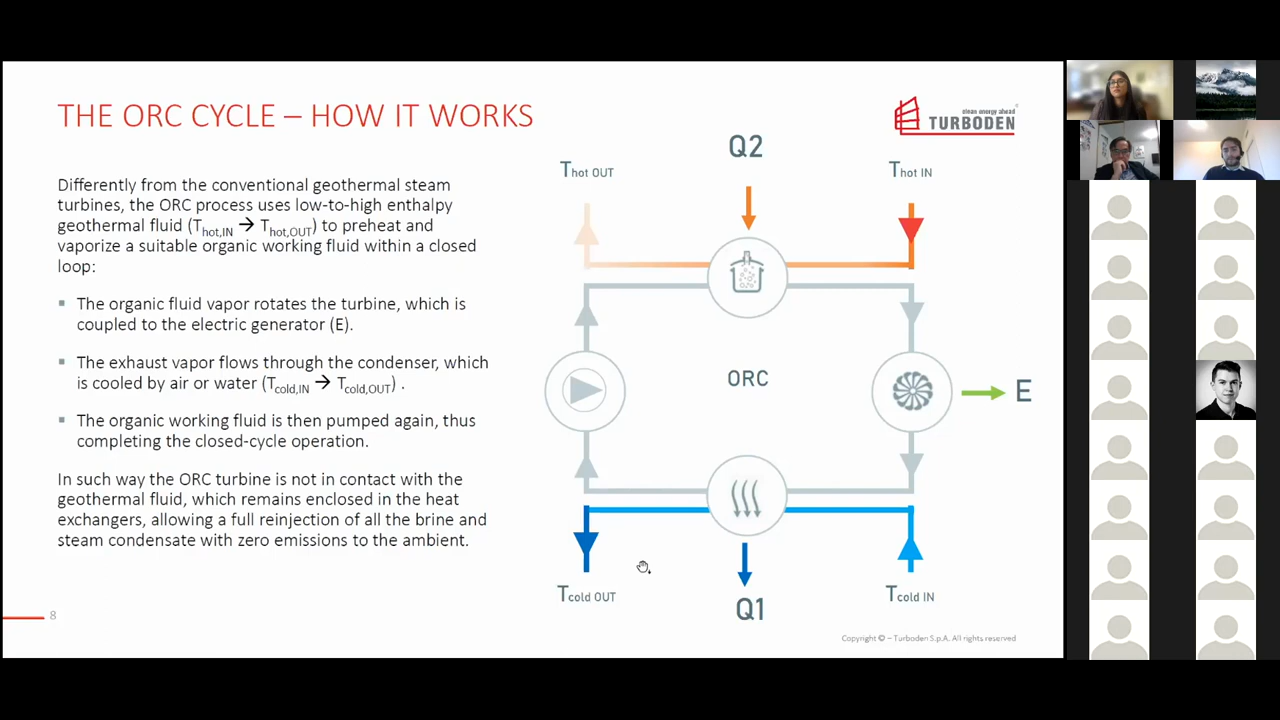 THE ORC CYCLE – HOW IT WORKS
clean energy ahead
TURBODEN
Differently from the conventional geothermal steam
turbines, the ORC process uses low-to-high enthalpy
geothermal fluid (Thot,IN → Thot,OUT) to preheat and
vaporize a suitable organic working fluid within a closed
loop:
▪ The organic fluid vapor rotates the turbine, which is
coupled to the electric generator (E).
▪ The exhaust vapor flows through the condenser, which
is cooled by air or water (Tcold,IN → Tcold,OUT) .
▪ The organic working fluid is then pumped again, thus
completing the closed-cycle operation.
In such way the ORC turbine is not in contact with the
geothermal fluid, which remains enclosed in the heat
exchangers, allowing a full reinjection of all the brine and
steam condensate with zero emissions to the ambient.
Q2
Thot OUT
Thot IN
ORC
E
Tcold OUT
Q1
Tcold IN
8
Copyright © – Turboden S.p.A. All rights reserved